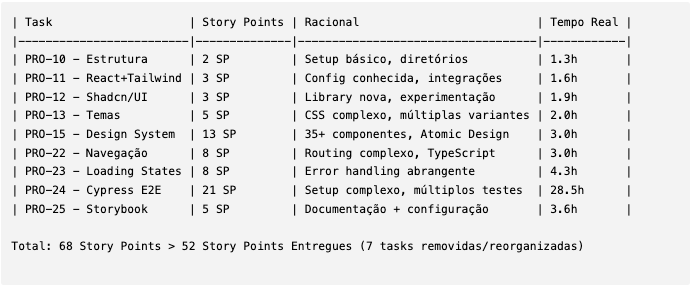 | Task                   | Story Points | Racional                          | Tempo Real |
|------------------------|--------------|-----------------------------------|------------|
| PRO-10 - Estrutura     | 2 SP         | Setup básico, diretórios          | 1.3h       |
| PRO-11 - React+Tailwind | 3 SP         | Config conhecida, integrações     | 1.6h       |
| PRO-12 - Shadcn/UI     | 3 SP         | Library nova, experimentação      | 1.9h       |
| PRO-13 - Temas         | 5 SP         | CSS complexo, múltiplas variantes | 2.0h       |
| PRO-15 - Design System | 13 SP        | 35+ componentes, Atomic Design    | 3.0h       |
| PRO-22 - Navegação     | 8 SP         | Routing complexo, TypeScript      | 3.0h       |
| PRO-23 - Loading States | 8 SP         | Error handling abrangente         | 4.3h       |
| PRO-24 - Cypress E2E   | 21 SP        | Setup complexo, múltiplos testes  | 28.5h      |
| PRO-25 - Storybook     | 5 SP         | Documentação + configuração       | 3.6h       |
Total: 68 Story Points > 52 Story Points Entregues (7 tasks removidas/reorganizadas)